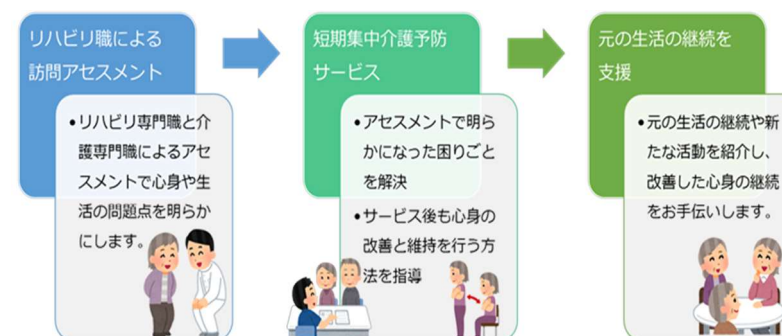 リハビリ職による
訪問アセスメント
•リハビリ専門職と介
護専門職によるアセ
スメントで心身や生
活の問題点を明らか
にします。
短期集中介護予防
サービス
•アセスメントで明ら
かになった困りごと
を解決
•サービス後も心身の
改善と維持を行う方
法を指導
元の生活の継続を
支援
•元の生活の継続や新
たな活動を紹介し、
改善した心身の継続
をお手伝いします。